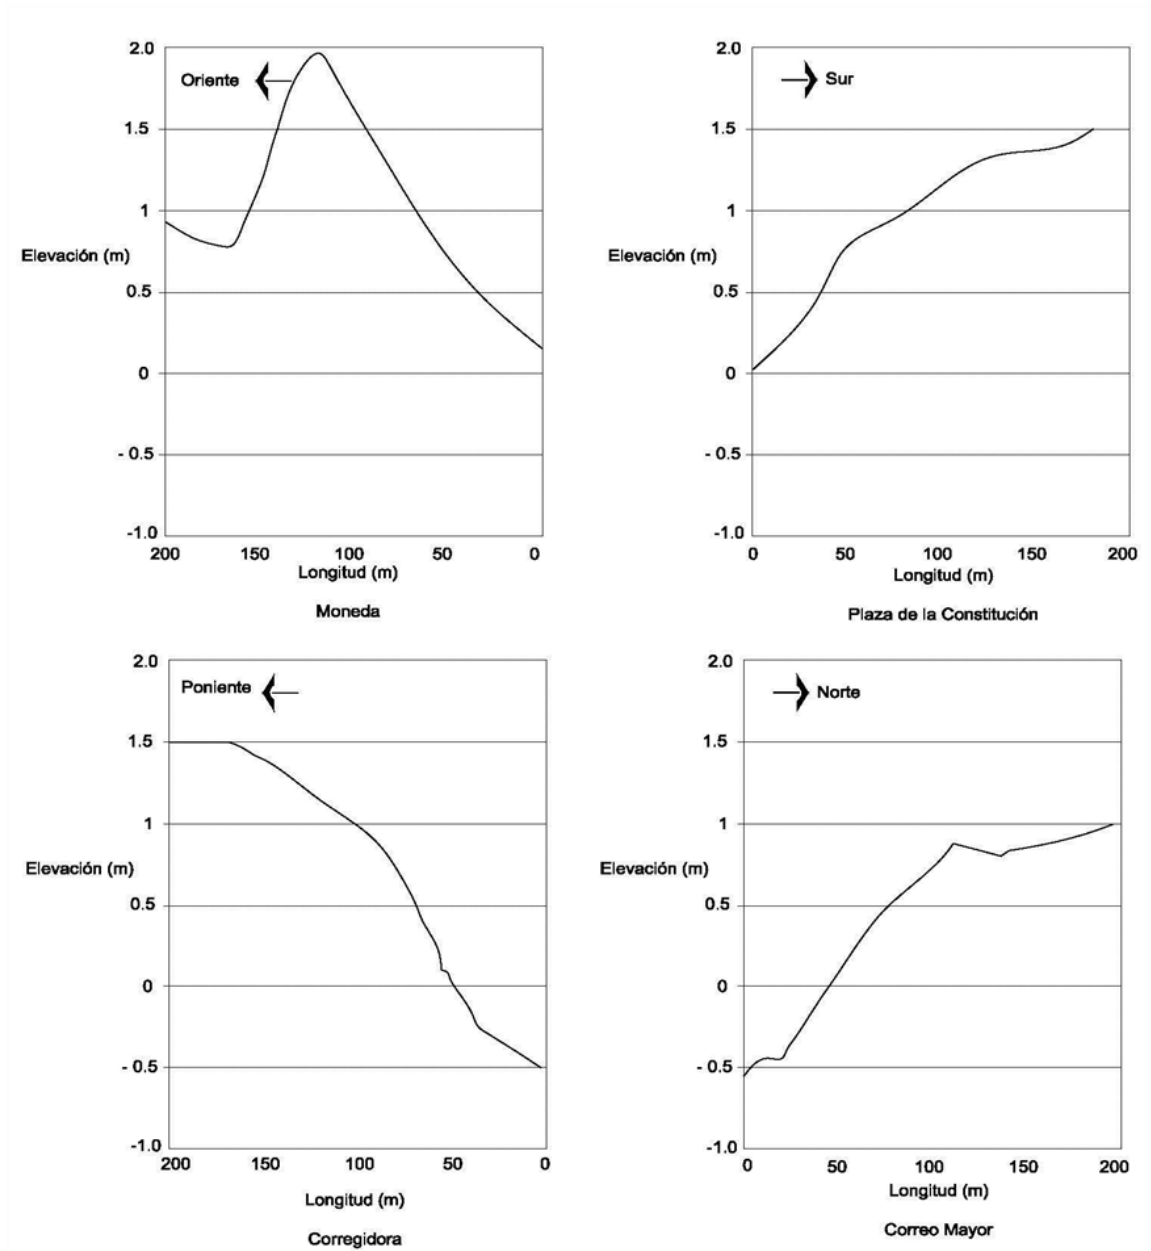 2.0
Oriente
1.5
1
Elevación (m)
0.5
0
- 0.5
-1.0
200 150 100 50 0
Longitud (m)
Moneda
2.0
Sur
1.5
1
Elevación (m)
0.5
0
- 0.5
-1.0
0 50 100 150 200
Longitud (m)
Plaza de la Constitución
2.0
Poniente
1.5
1
Elevación (m)
0.5
0
- 0.5
-1.0
200 150 100 50 0
Longitud (m)
Corregidora
2.0
Norte
1.5
1
Elevación (m)
0.5
0
- 0.5
-1.0
0 50 100 150 200
Longitud (m)
Correo Mayor